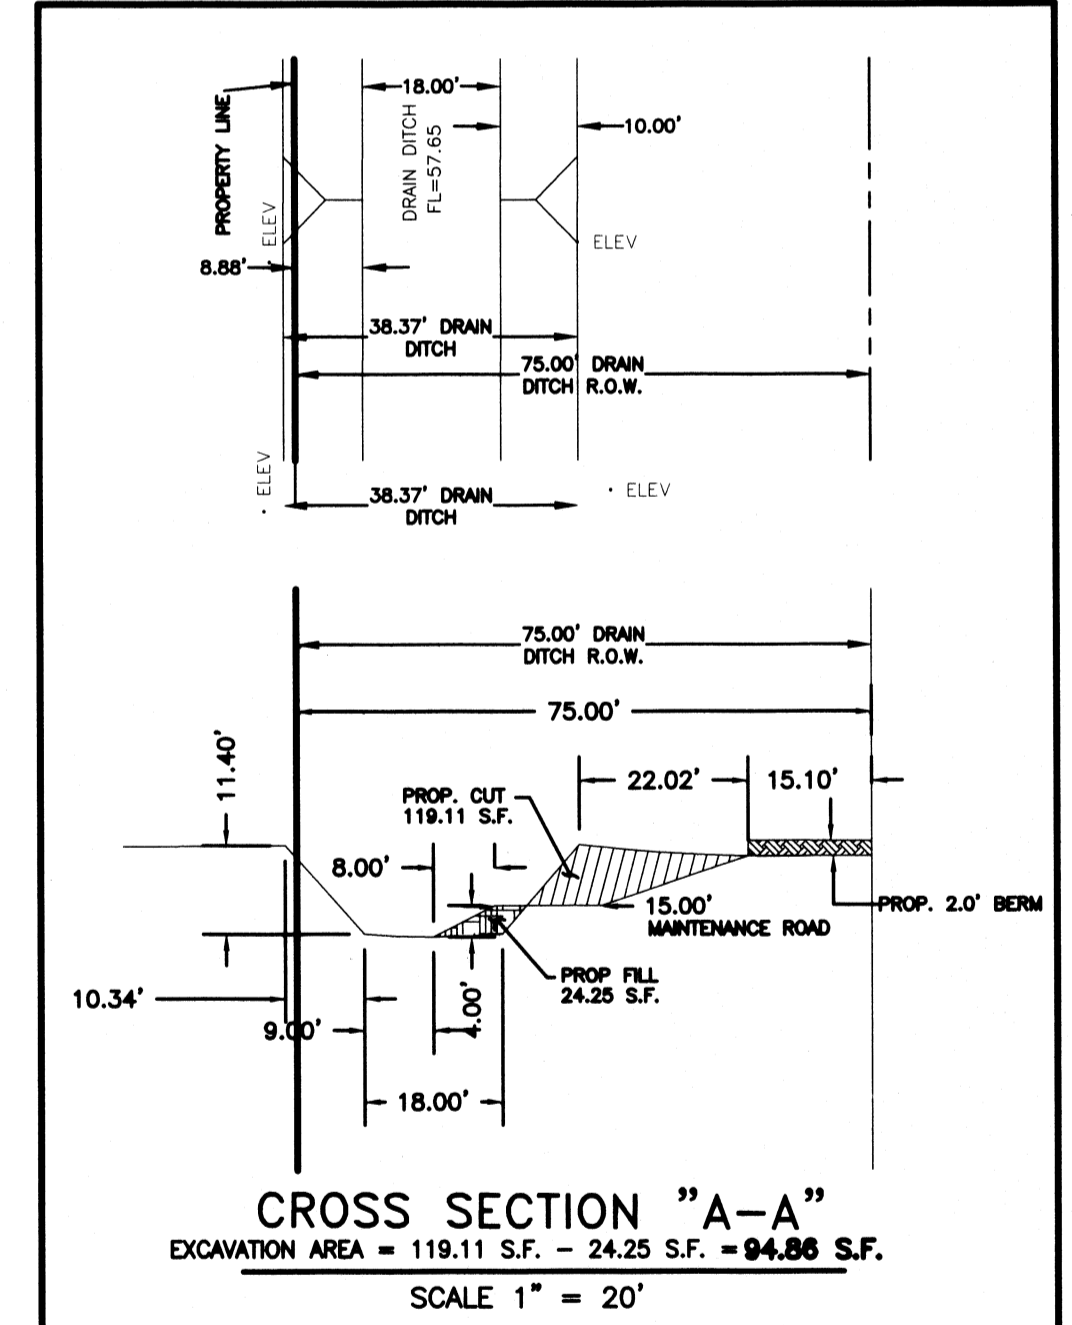 PROPERTY LINE
18.00'
DRAIN DITCH
FL=57.65
10.00'
ELEV
ELEV
8.88'
38.37' DRAIN
DITCH
75.00' DRAIN
DITCH R.O.W.
ELEV
ELEV
38.37' DRAIN
DITCH
75.00' DRAIN
DITCH R.O.W.
75.00'
11.40'
22.02'
15.10'
PROP. CUT
119.11 S.F.
8.00'
15.00'
MAINTENANCE ROAD
PROP. 2.0' BERM
PROP FILL
24.25 S.F.
10.34'
4.00'
9.00'
18.00'
CROSS SECTION "A-A"
EXCAVATION AREA = 119.11 S.F. - 24.25 S.F. = 94.86 S.F.
SCALE 1" = 20'